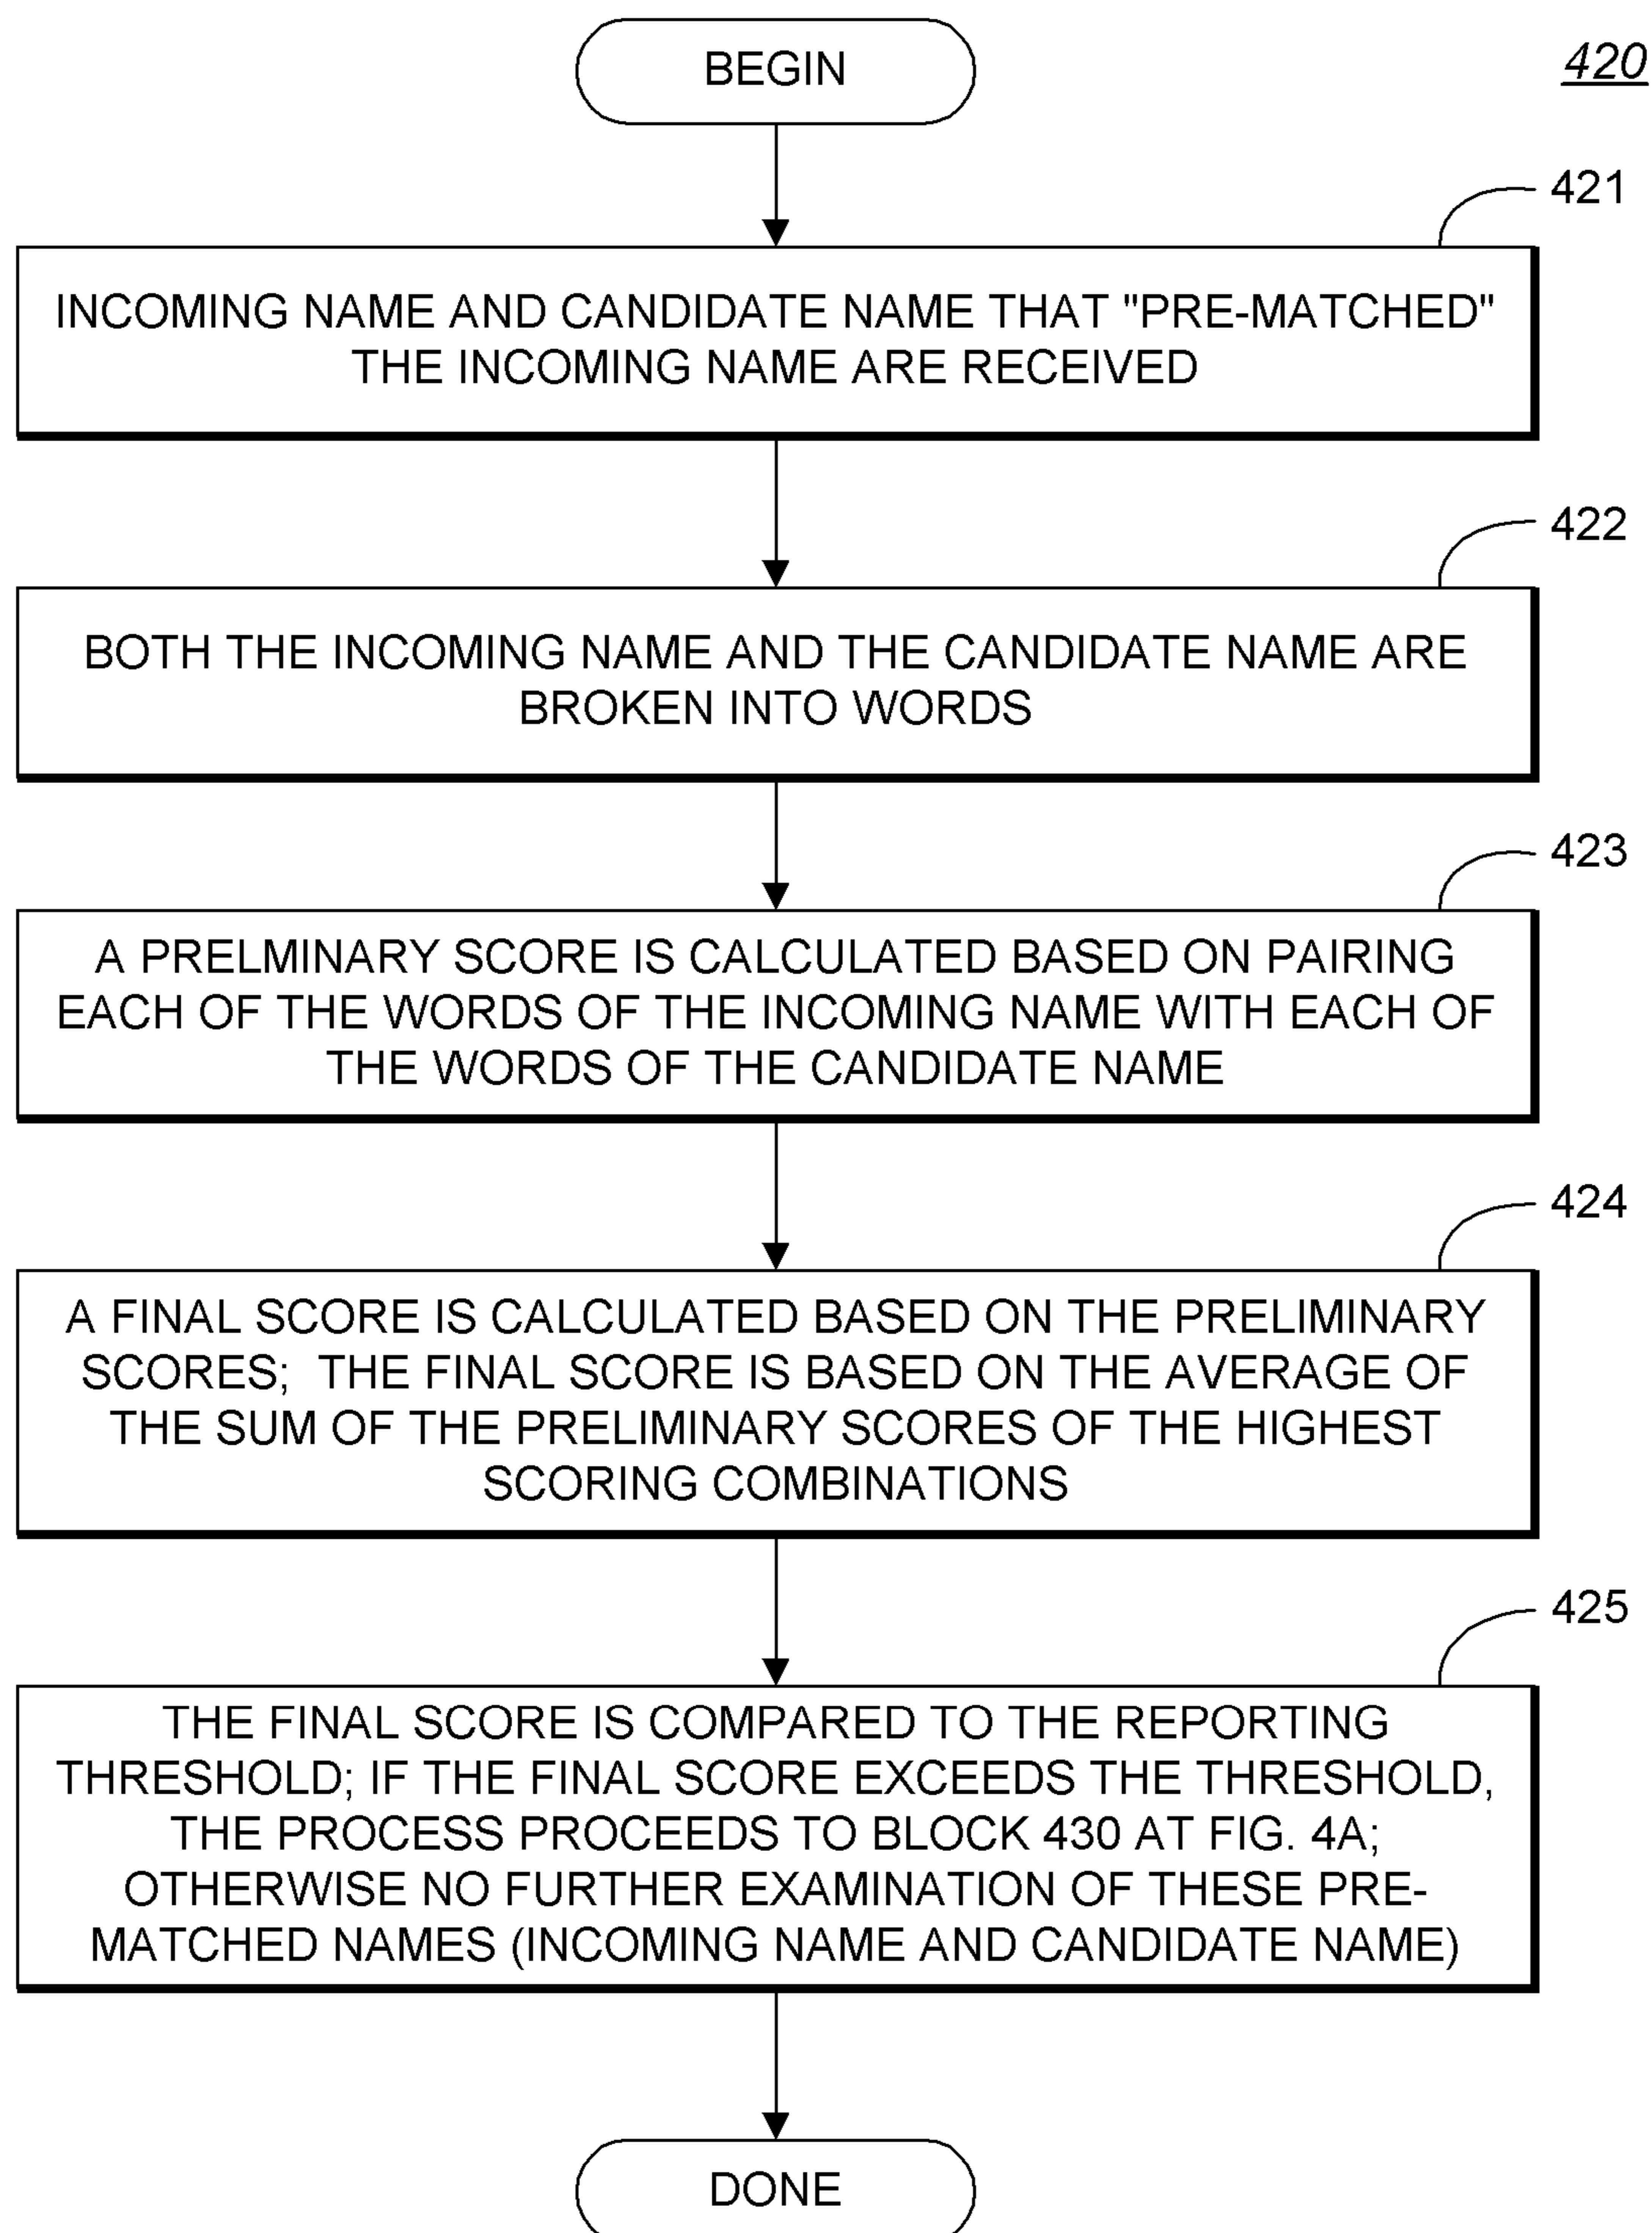 BEGIN
420
421
INCOMING NAME AND CANDIDATE NAME THAT "PRE-MATCHED"
THE INCOMING NAME ARE RECEIVED
422
BOTH THE INCOMING NAME AND THE CANDIDATE NAME ARE
BROKEN INTO WORDS
423
A PRELMINARY SCORE IS CALCULATED BASED ON PAIRING
EACH OF THE WORDS OF THE INCOMING NAME WITH EACH OF
THE WORDS OF THE CANDIDATE NAME
424
A FINAL SCORE IS CALCULATED BASED ON THE PRELIMINARY
SCORES;  THE FINAL SCORE IS BASED ON THE AVERAGE OF
THE SUM OF THE PRELIMINARY SCORES OF THE HIGHEST
SCORING COMBINATIONS
425
THE FINAL SCORE IS COMPARED TO THE REPORTING
THRESHOLD; IF THE FINAL SCORE EXCEEDS THE THRESHOLD,
THE PROCESS PROCEEDS TO BLOCK 430 AT FIG. 4A;
OTHERWISE NO FURTHER EXAMINATION OF THESE PRE-
MATCHED NAMES (INCOMING NAME AND CANDIDATE NAME)
DONE